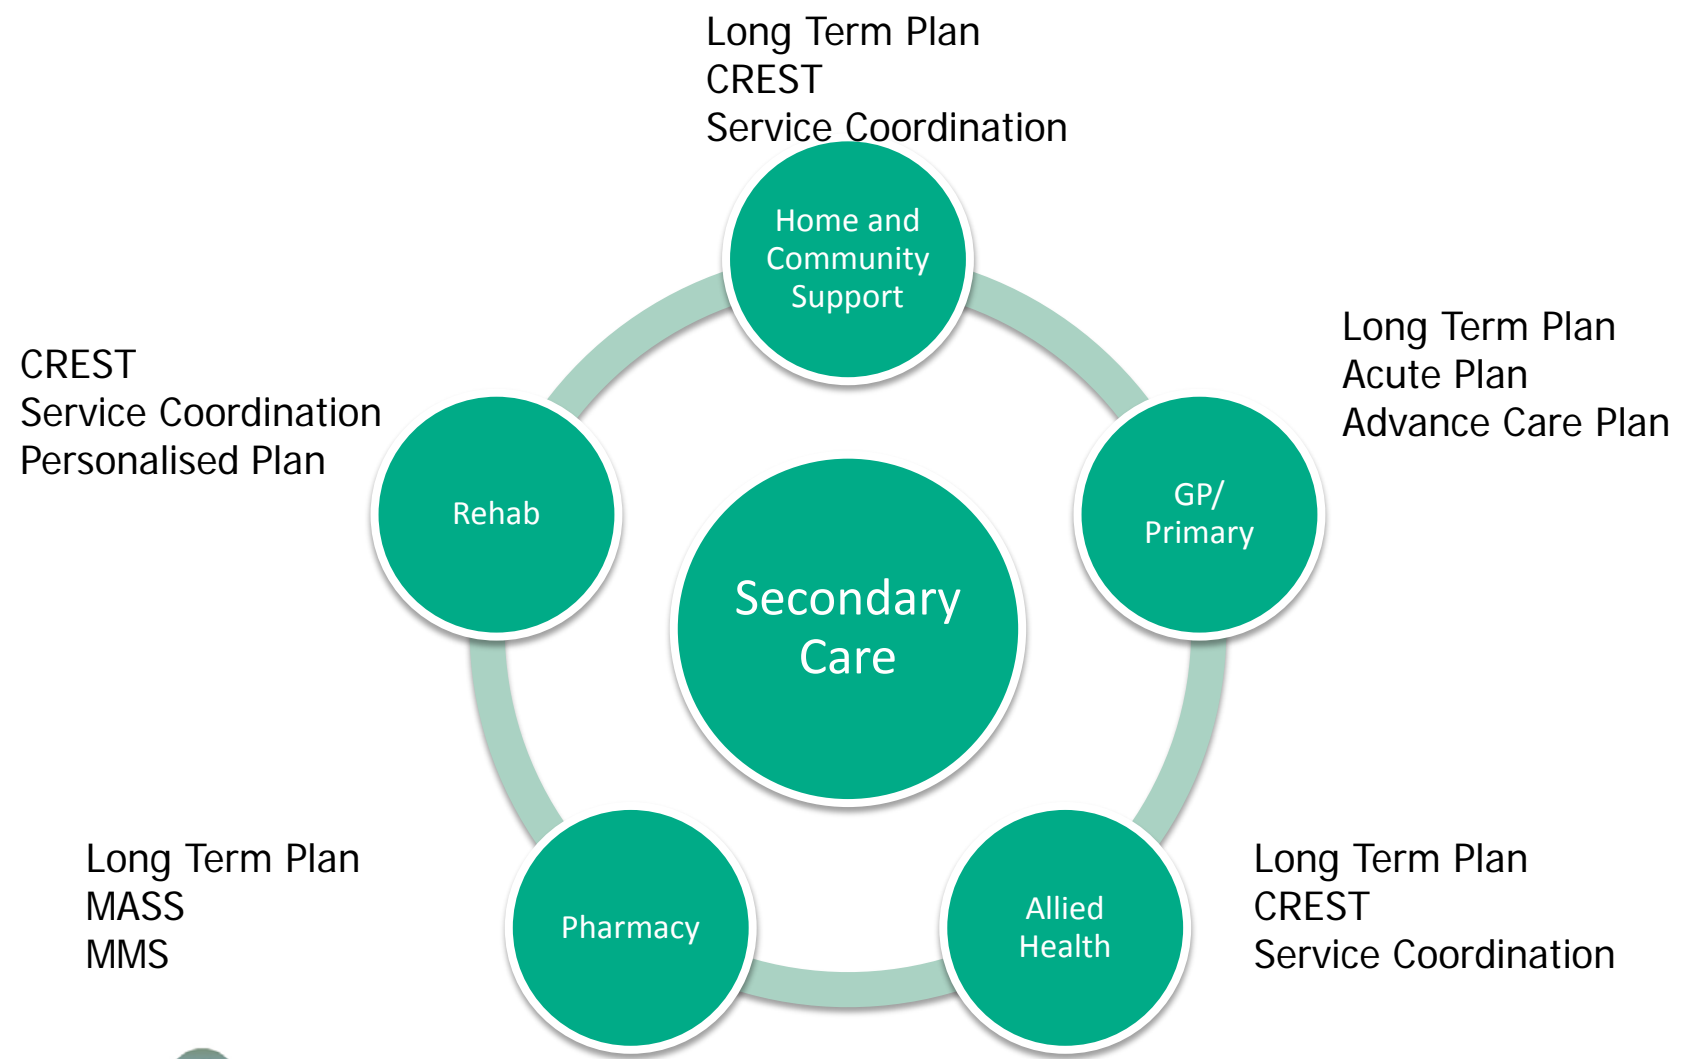 Long Term Plan
CREST
Service Coordination
Home and
Community
Support
Long Term Plan
Acute Plan
Advance Care Plan
CREST
Service Coordination
Personalised Plan
Rehab
GP/
Primary
Secondary
Care
Long Term Plan
MASS
MMS
Pharmacy
Allied
Health
Long Term Plan
CREST
Service Coordination